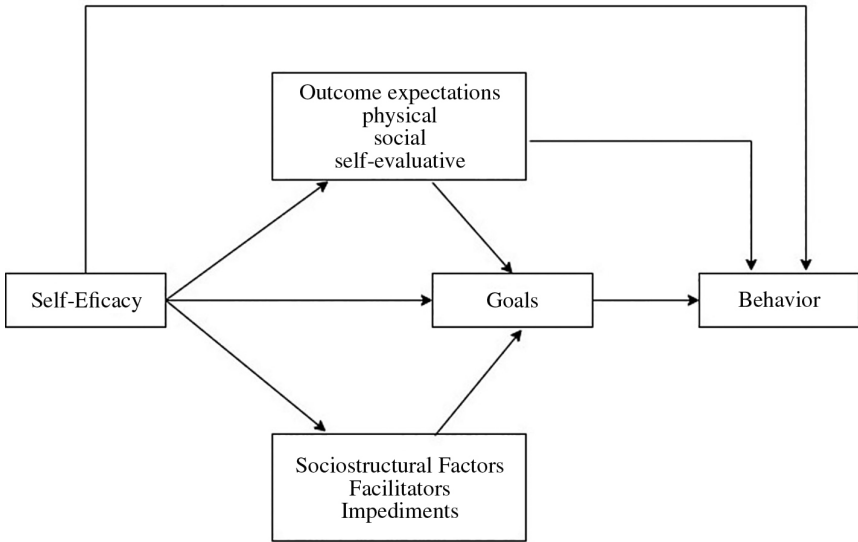 Outcome expectations
physical
social
self-evaluative
Self-Eficacy
Goals
Behavior
Sociostructural Factors
Facilitators
Impediments